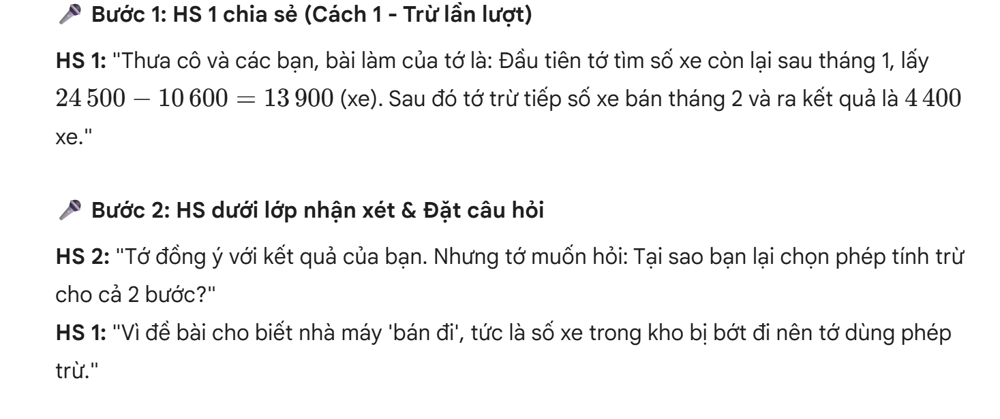 🎤 Bước 1: HS 1 chia sẻ (Cách 1 - Trừ lần lượt)
HS 1: "Thưa cô và các bạn, bài làm của tớ là: Đầu tiên tớ tìm số xe còn lại sau tháng 1, lấy
24 500 − 10 600 = 13 900 (xe). Sau đó tớ trừ tiếp số xe bán tháng 2 và ra kết quả là 4 400
xe."
🎤 Bước 2: HS dưới lớp nhận xét & Đặt câu hỏi
HS 2: "Tớ đồng ý với kết quả của bạn. Nhưng tớ muốn hỏi: Tại sao bạn lại chọn phép tính trừ
cho cả 2 bước?"
HS 1: "Vì đề bài cho biết nhà máy 'bán đi', tức là số xe trong kho bị bớt đi nên tớ dùng phép
trừ."